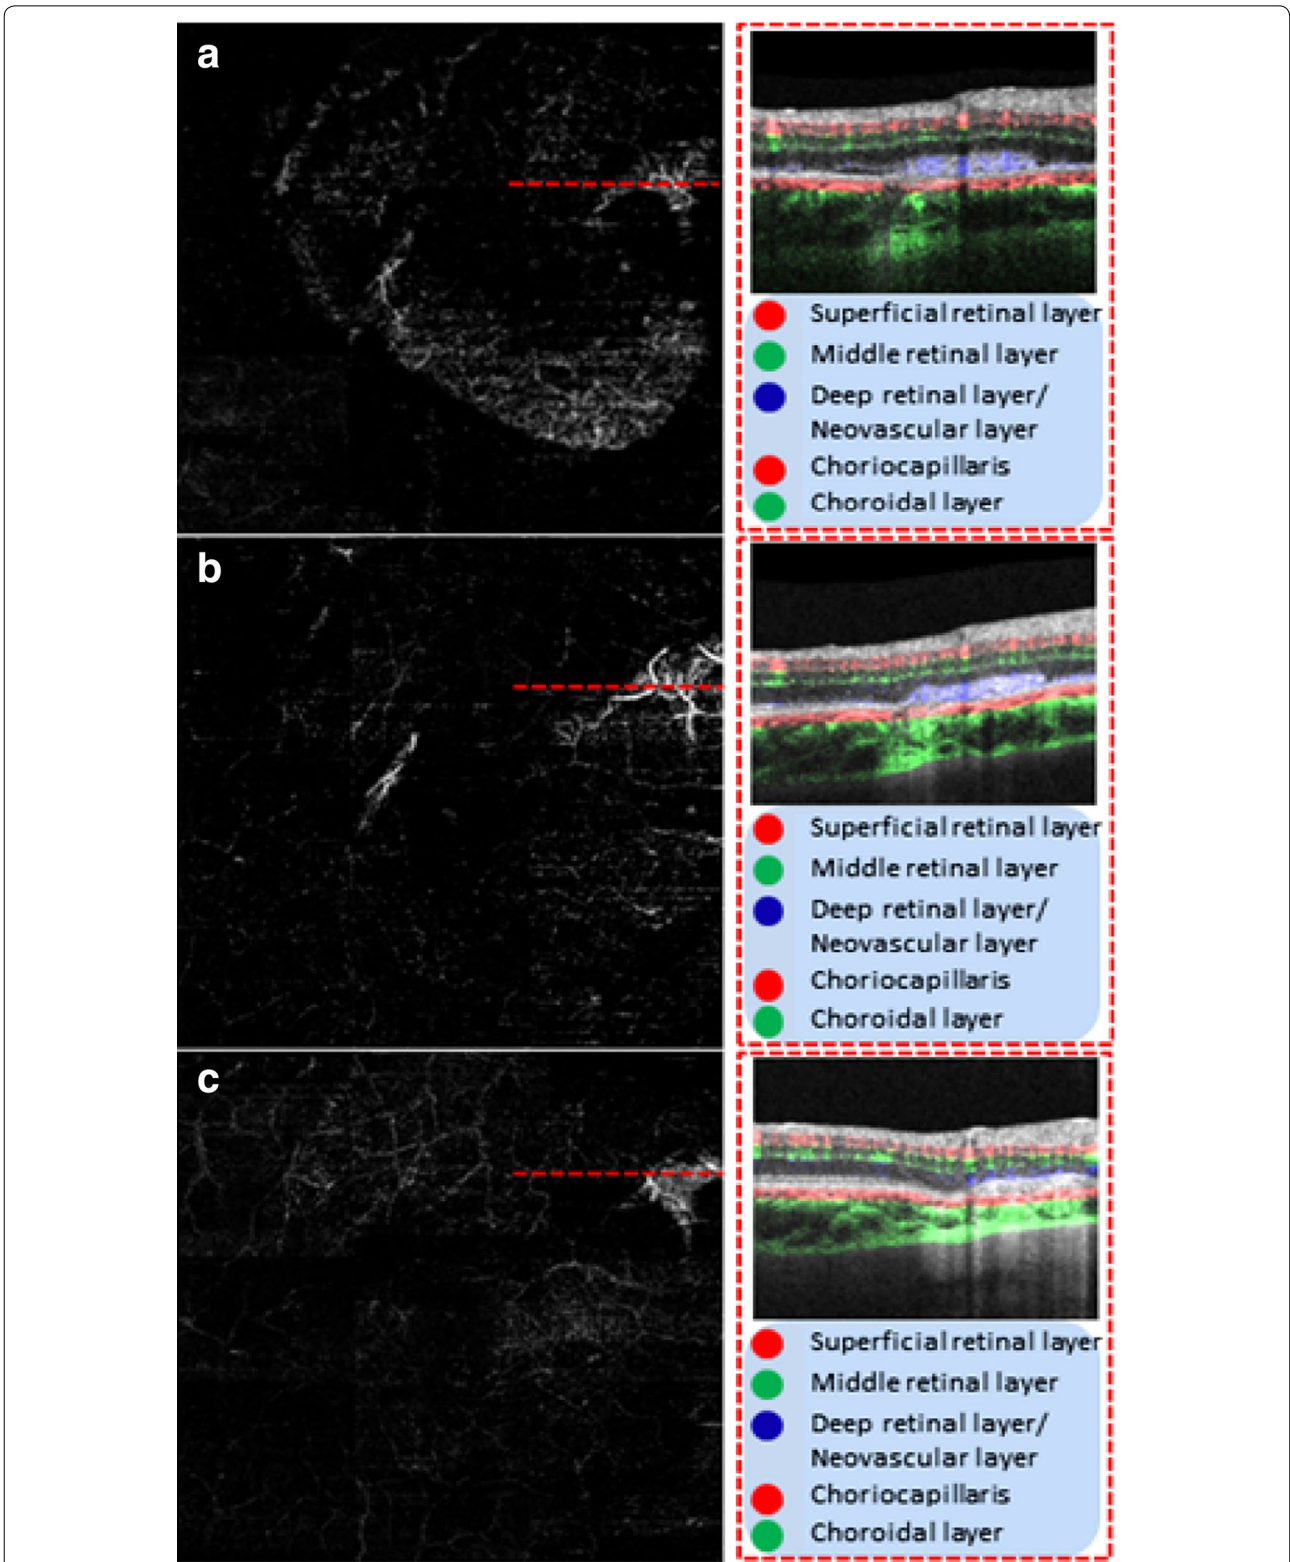 a
Superficial retinal layer
Middle retinal layer
Deep retinal layer/
Neovascular layer
Choriocapillaris
Choroidal layer
b
Superficial retinal layer
Middle retinal layer
Deep retinal layer/
Neovascular layer
Choriocapillaris
Choroidal layer
c
Superficial retinal layer
Middle retinal layer
Deep retinal layer/
Neovascular layer
Choriocapillaris
Choroidal layer